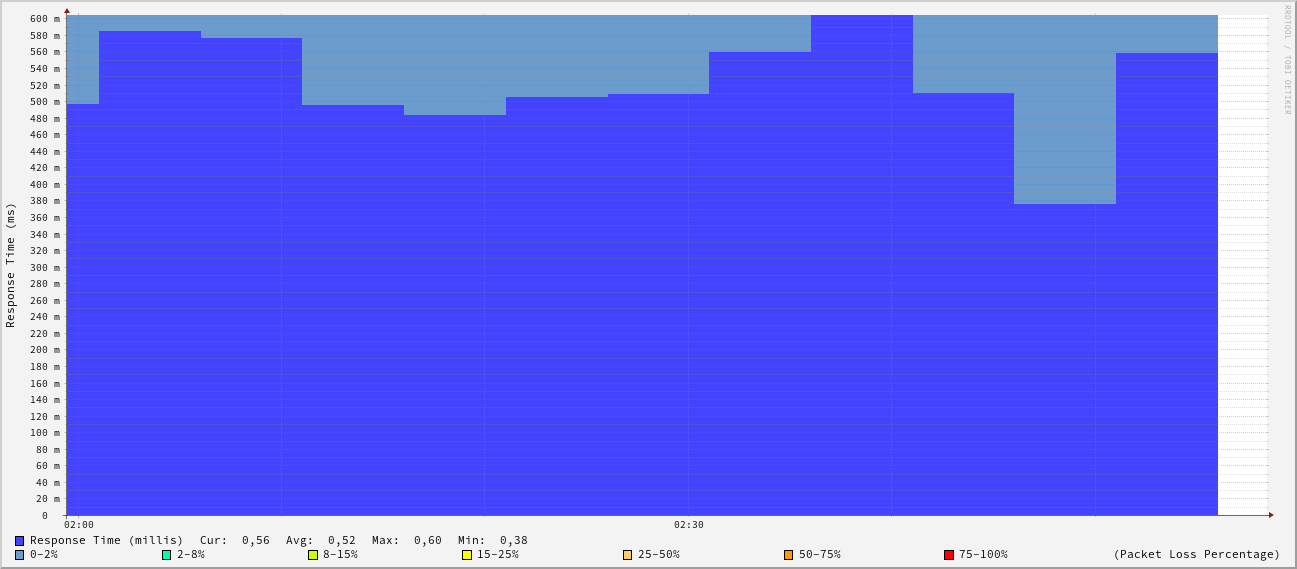 RRDTOOL / TOBI OETIKER
Response Time (ms)
600 m
580 m
560 m
540 m
520 m
500 m
480 m
460 m
440 m
420 m
400 m
380 m
360 m
340 m
320 m
300 m
280 m
260 m
240 m
220 m
200 m
180 m
160 m
140 m
120 m
100 m
80 m
60 m
40 m
20 m
0
02:00 02:30
Response Time (millis) Cur: 0,56 Avg: 0,52 Max: 0,60 Min: 0,38
0-2% 2-8% 8-15% 15-25% 25-50% 50-75% 75-100% (Packet Loss Percentage)